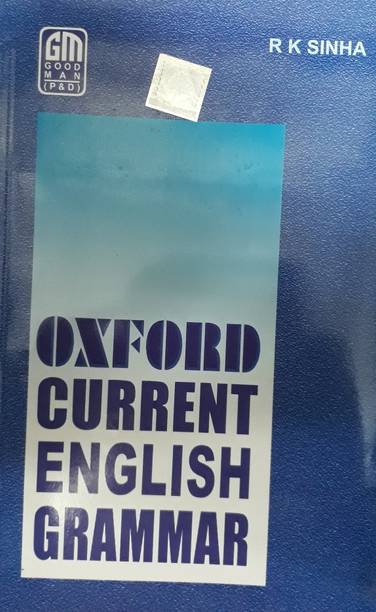 GM
GOOD
MAN
(P&D)
R K SINHA
OXFORD
CURRENT
ENGLISH
GRAMMAR